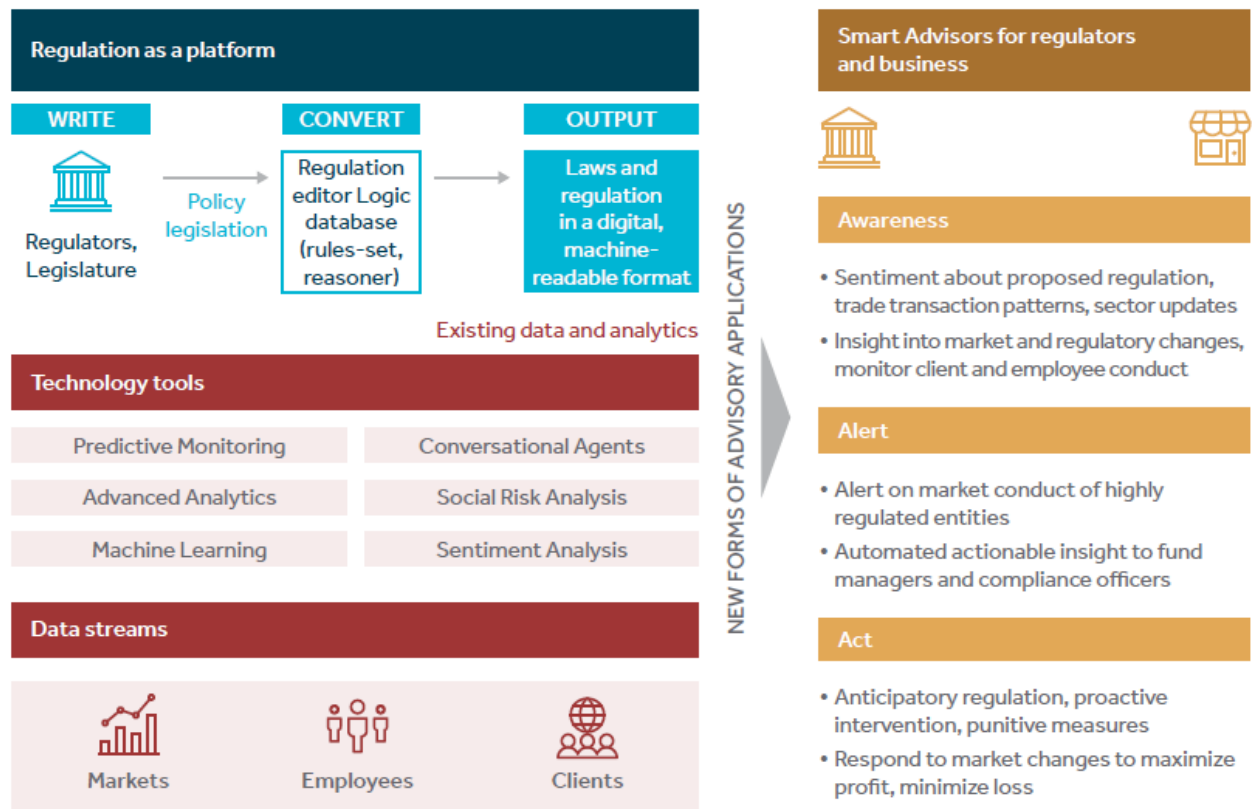 Regulation as a platform
WRITE
CONVERT
OUTPUT
Regulators,
Legislature
Policy
legislation
Regulation
editor Logic
database
(rules-set,
reasoner)
Laws and
regulation
in a digital,
machine-
readable format
Existing data and analytics
Technology tools
Predictive Monitoring
Conversational Agents
Advanced Analytics
Social Risk Analysis
Machine Learning
Sentiment Analysis
Data streams
Markets
Employees
Clients
NEW FORMS OF ADVISORY APPLICATIONS
Smart Advisors for regulators
and business
Awareness
• Sentiment about proposed regulation,
trade transaction patterns, sector updates
• Insight into market and regulatory changes,
monitor client and employee conduct
Alert
• Alert on market conduct of highly
regulated entities
• Automated actionable insight to fund
managers and compliance officers
Act
• Anticipatory regulation, proactive
intervention, punitive measures
• Respond to market changes to maximize
profit, minimize loss